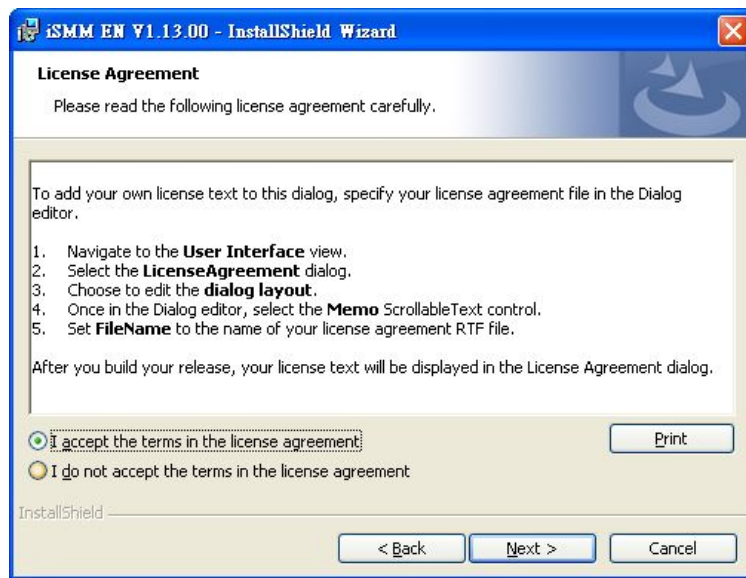 iSMM EN V1.13.00 - InstallShield Wizard
License Agreement
Please read the following license agreement carefully.
To add your own license text to this dialog, specify your license agreement file in the Dialog
editor.
1. Navigate to the User Interface view.
2. Select the LicenseAgreement dialog.
3. Choose to edit the dialog layout.
4. Once in the Dialog editor, select the Memo ScrollableText control.
5. Set FileName to the name of your license agreement RTF file.
After you build your release, your license text will be displayed in the License Agreement dialog.
I accept the terms in the license agreement
Print
I do not accept the terms in the license agreement
InstallShield
< Back Next > Cancel